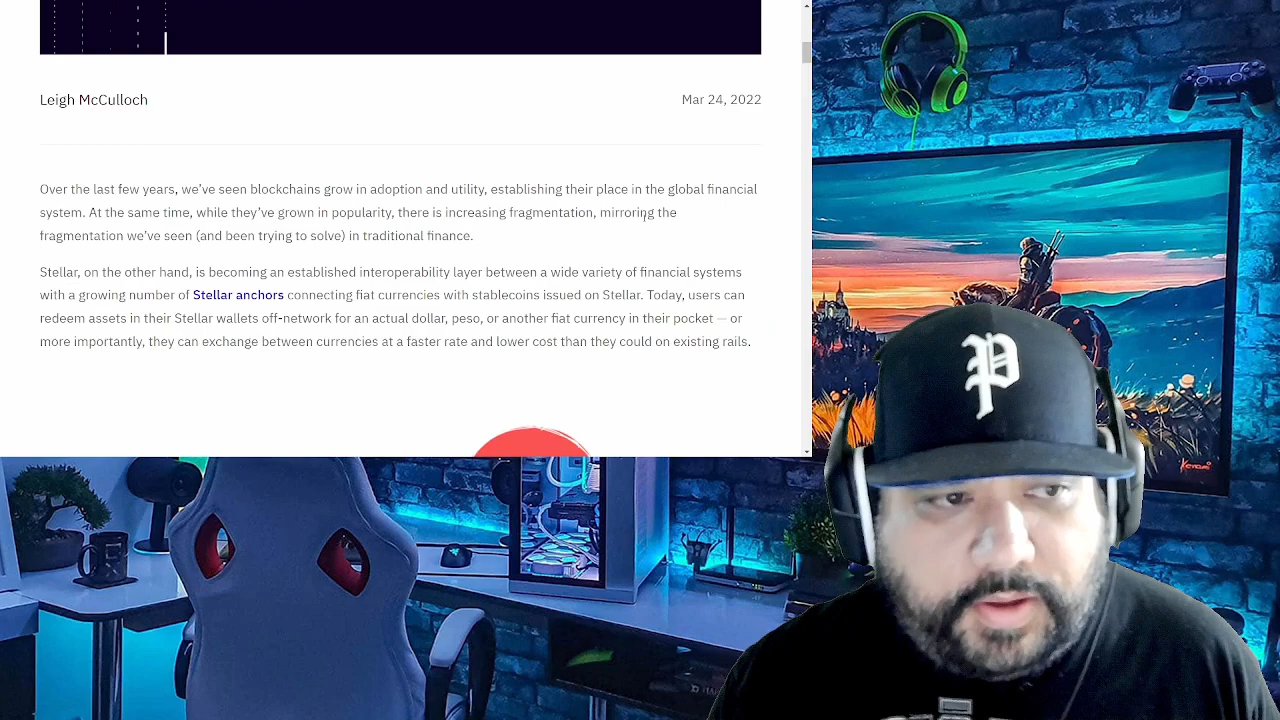 Leigh McCulloch
Mar 24, 2022
Over the last few years, we've seen blockchains grow in adoption and utility, establishing their place in the global financial
system. At the same time, while they've grown in popularity, there is increasing fragmentation, mirroring the
fragmentation we've seen (and been trying to solve) in traditional finance.
Stellar, on the other hand, is becoming an established interoperability layer between a wide variety of financial systems
with a growing number of Stellar anchors connecting fiat currencies with stablecoins issued on Stellar. Today, users can
redeem assets in their Stellar wallets off-network for an actual dollar, peso, or another fiat currency in their pocket — or
more importantly, they can exchange between currencies at a faster rate and lower cost than they could on existing rails.
P